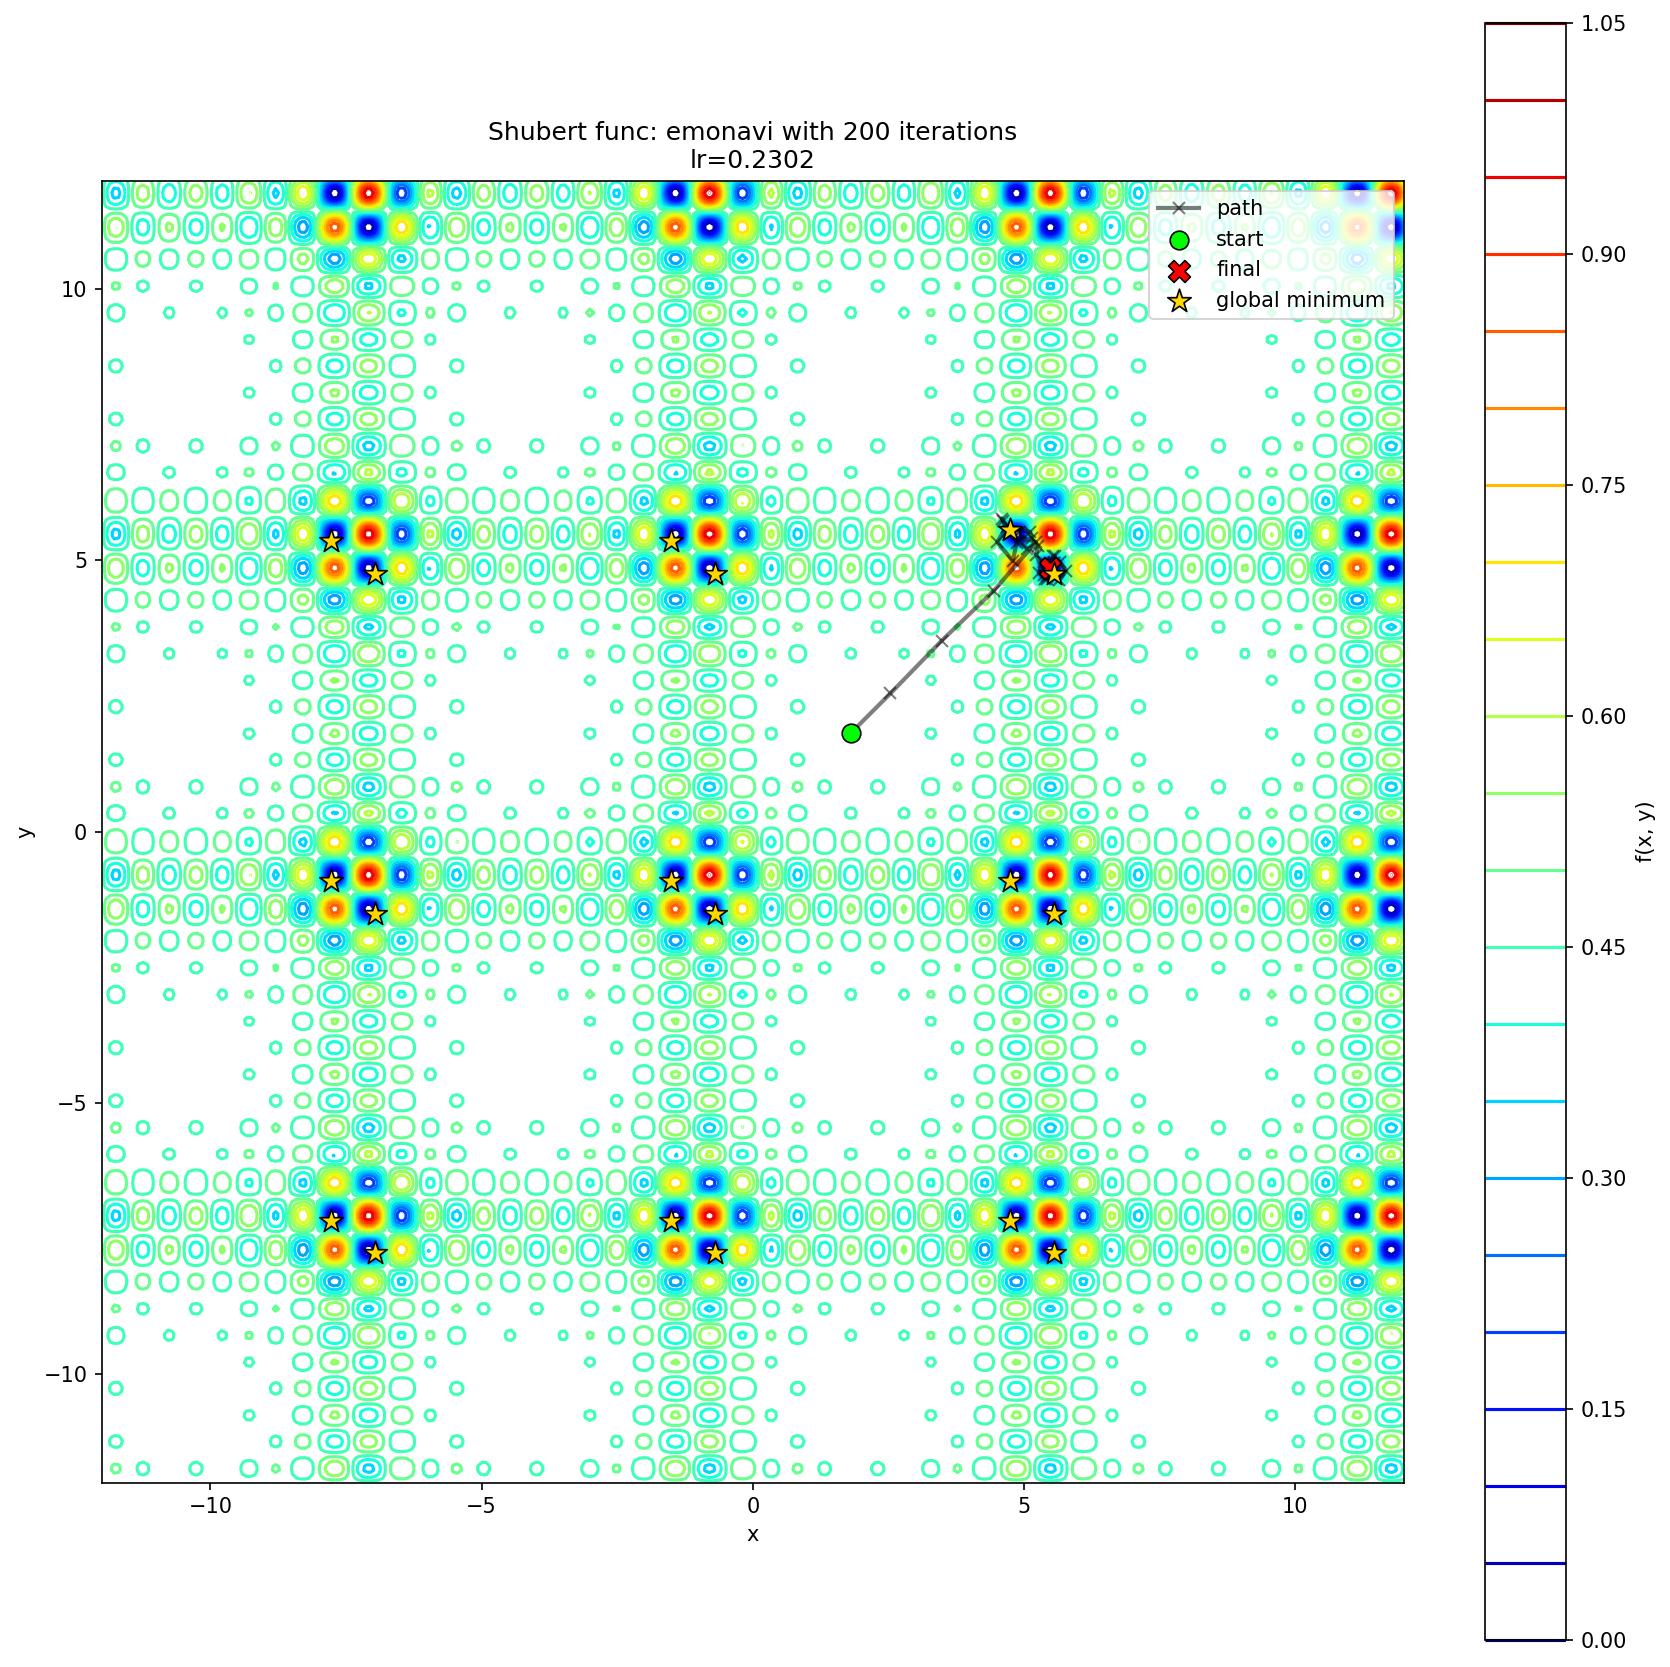 Shubert func: emonavi with 200 iterations
lr=0.2302
path
start
final
global minimum
10
5
0
−5
−10
y
−10
−5
0
5
10
x
1.05
0.90
0.75
0.60
0.45
0.30
0.15
0.00
f(x, y)